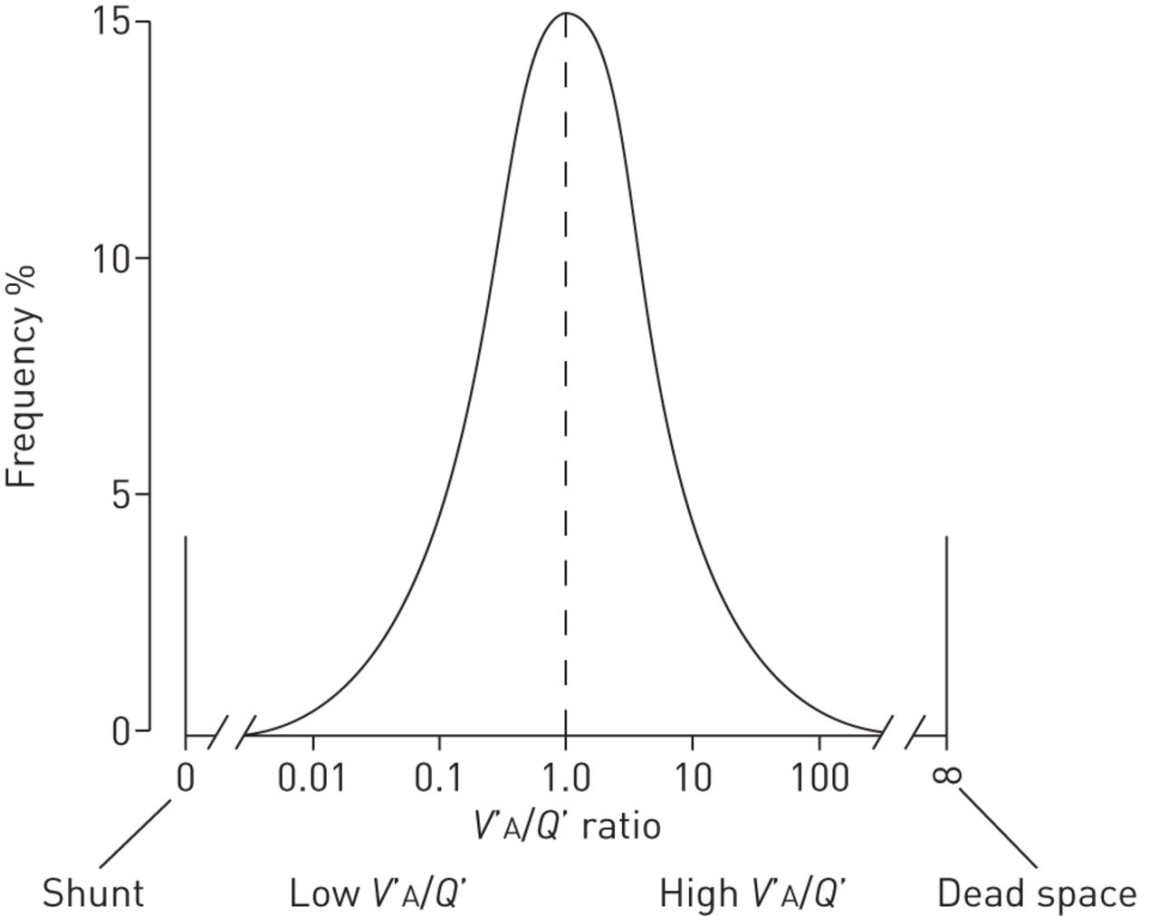 Frequency %
15
10
5
0
0 0.01 0.1 1.0 10 100 ∞
V'A/Q' ratio
Shunt Low V'A/Q' High V'A/Q' Dead space